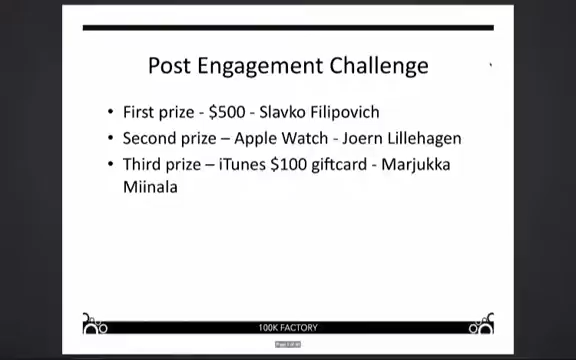 Post Engagement Challenge
• First prize - $500 - Slavko Filipovich
• Second prize – Apple Watch - Joern Lillehagen
• Third prize – iTunes $100 giftcard - Marjukka
Miinala
100K FACTORY